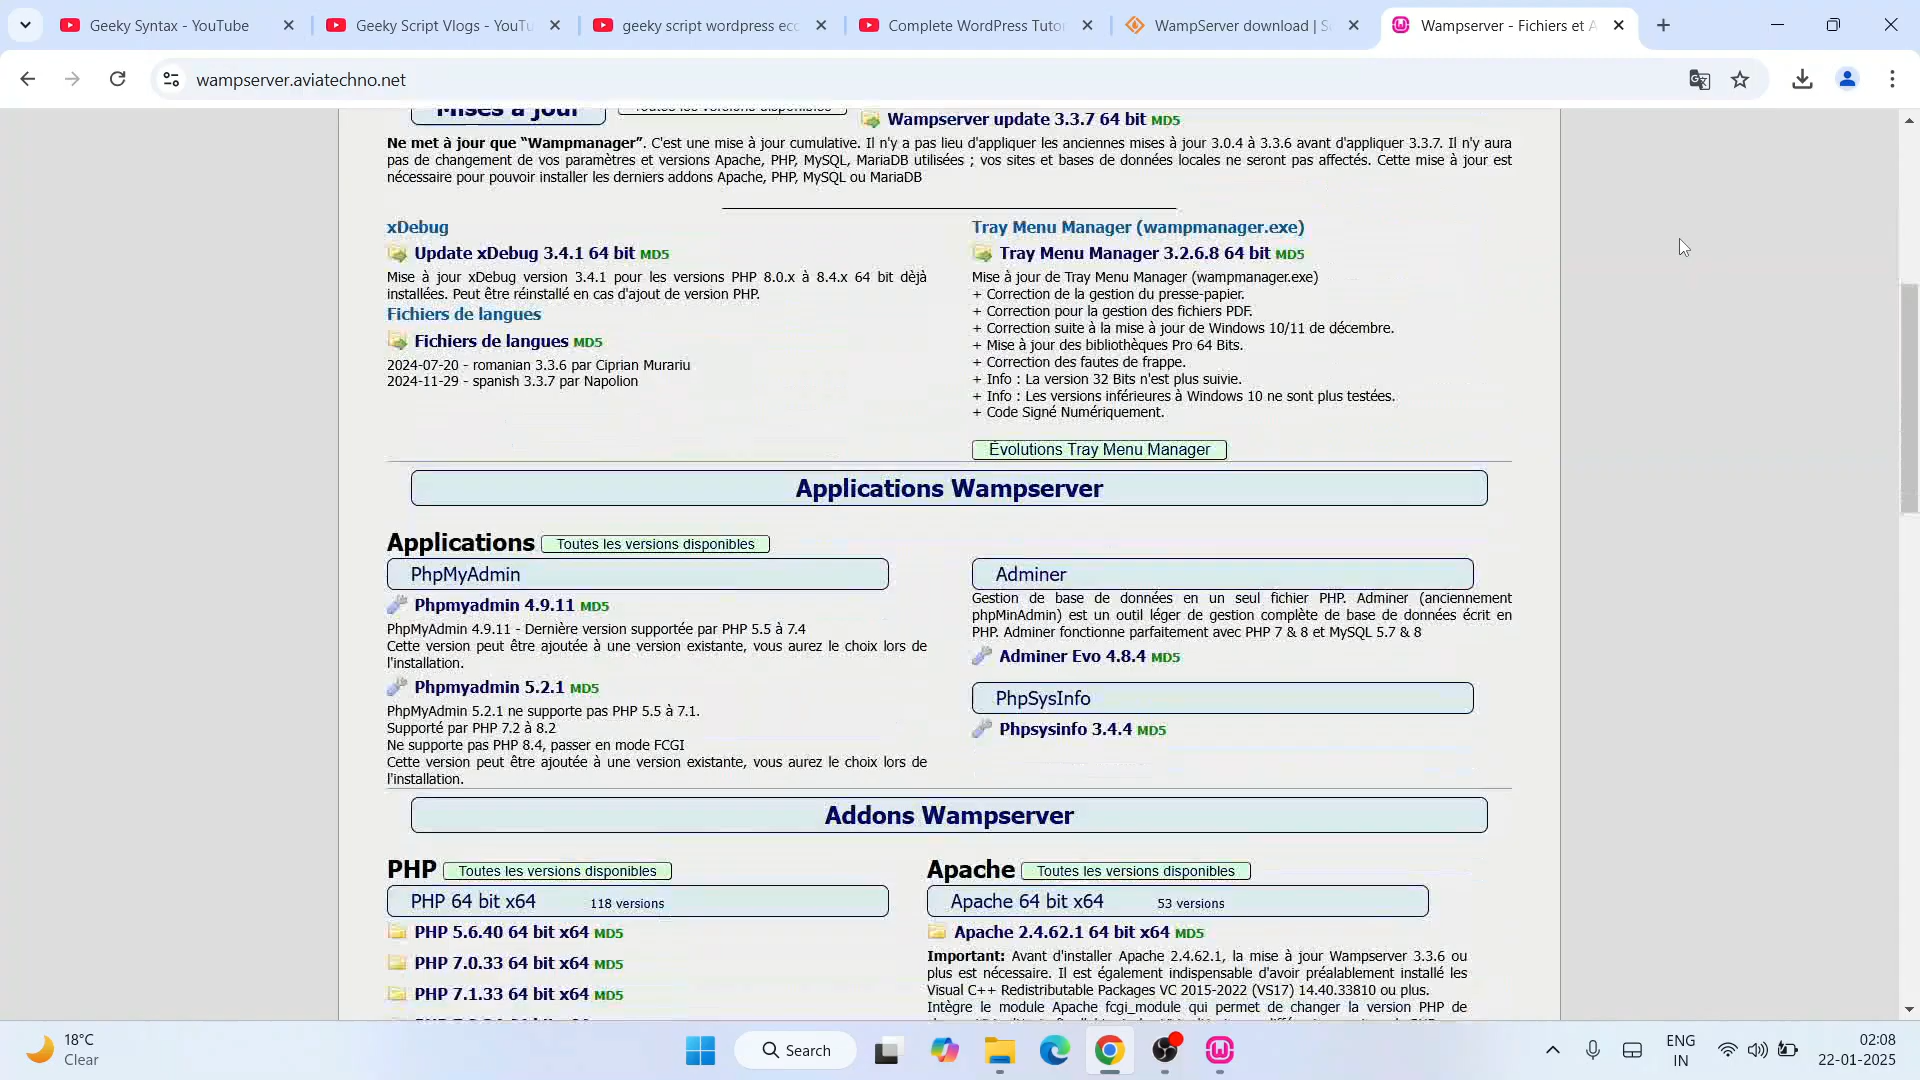 Geeky Syntax - YouTube
Geeky Script Vlogs - YouTu
geeky script wordpress ecc
Complete WordPress Tutor
WampServer download | S
Wampserver - Fichiers et A
wampserver.aviatechno.net
Mises à jour
Toutes les versions disponibles
Wampserver update 3.3.7 64 bit MD5
Ne met à jour que “Wampmanager”. C'est une mise à jour cumulative. Il n'y a pas lieu d'appliquer les anciennes mises à jour 3.0.4 à 3.3.6 avant d'appliquer 3.3.7. Il n'y aura
pas de changement de vos paramètres et versions Apache, PHP, MySQL, MariaDB utilisées ; vos sites et bases de données locales ne seront pas affectés. Cette mise à jour est
nécessaire pour pouvoir installer les derniers addons Apache, PHP, MySQL ou MariaDB
xDebug
Update xDebug 3.4.1 64 bit MD5
Mise à jour xDebug version 3.4.1 pour les versions PHP 8.0.x à 8.4.x 64 bit dèjà
installées. Peut être réinstallé en cas d'ajout de version PHP.
Fichiers de langues
Fichiers de langues MD5
2024-07-20 - romanian 3.3.6 par Ciprian Murariu
2024-11-29 - spanish 3.3.7 par Napolion
Tray Menu Manager (wampmanager.exe)
Tray Menu Manager 3.2.6.8 64 bit MD5
Mise à jour de Tray Menu Manager (wampmanager.exe)
+ Correction de la gestion du presse-papier.
+ Correction pour la gestion des fichiers PDF.
+ Correction suite à la mise à jour de Windows 10/11 de décembre.
+ Mise à jour des bibliothèques Pro 64 Bits.
+ Correction des fautes de frappe.
+ Info : La version 32 Bits n'est plus suivie.
+ Info : Les versions inférieures à Windows 10 ne sont plus testées.
+ Code Signé Numériquement.
Évolutions Tray Menu Manager
Applications Wampserver
Applications Toutes les versions disponibles
PhpMyAdmin
Phpmyadmin 4.9.11 MD5
PhpMyAdmin 4.9.11 - Dernière version supportée par PHP 5.5 à 7.4
Cette version peut être ajoutée à une version existante, vous aurez le choix lors de
l'installation.
Phpmyadmin 5.2.1 MD5
PhpMyAdmin 5.2.1 ne supporte pas PHP 5.5 à 7.1.
Supporté par PHP 7.2 à 8.2
Ne supporte pas PHP 8.4, passer en mode FCGI
Cette version peut être ajoutée à une version existante, vous aurez le choix lors de
l'installation.
Adminer
Gestion de base de données en un seul fichier PHP. Adminer (anciennement
phpMinAdmin) est un outil léger de gestion complète de base de données écrit en
PHP. Adminer fonctionne parfaitement avec PHP 7 & 8 et MySQL 5.7 & 8
Adminer Evo 4.8.4 MD5
PhpSysInfo
Phpsysinfo 3.4.4 MD5
Addons Wampserver
PHP Toutes les versions disponibles
PHP 64 bit x64 118 versions
PHP 5.6.40 64 bit x64 MD5
PHP 7.0.33 64 bit x64 MD5
PHP 7.1.33 64 bit x64 MD5
Apache Toutes les versions disponibles
Apache 64 bit x64 53 versions
Apache 2.4.62.1 64 bit x64 MD5
Important: Avant d'installer Apache 2.4.62.1, la mise à jour Wampserver 3.3.6 ou
plus est nécessaire. Il est également indispensable d'avoir préalablement installé les
Visual C++ Redistributable Packages VC 2015-2022 (VS17) 14.40.33810 ou plus.
Intègre le module Apache fcgi_module qui permet de changer la version PHP de
18°C
Clear
Search
ENG
IN
02:08
22-01-2025